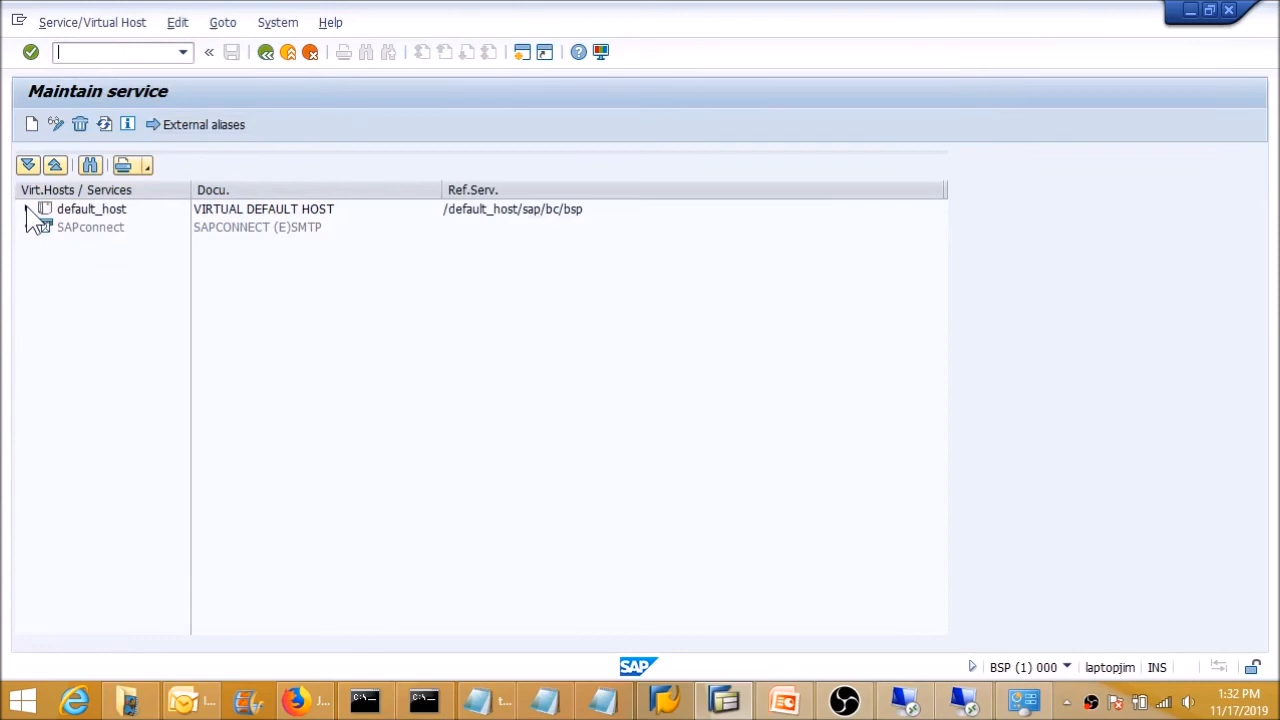 Service/Virtual Host Edit Goto System Help
Maintain service
External aliases
Virt.Hosts / Services Docu. Ref.Serv.
default_host VIRTUAL DEFAULT HOST /default_host/sap/bc/bsp
SAPconnect SAPCONNECT (E)SMTP
SAP BSP (1) 000 laptopjim INS
I... J... t... 1:32 PM
11/17/2019